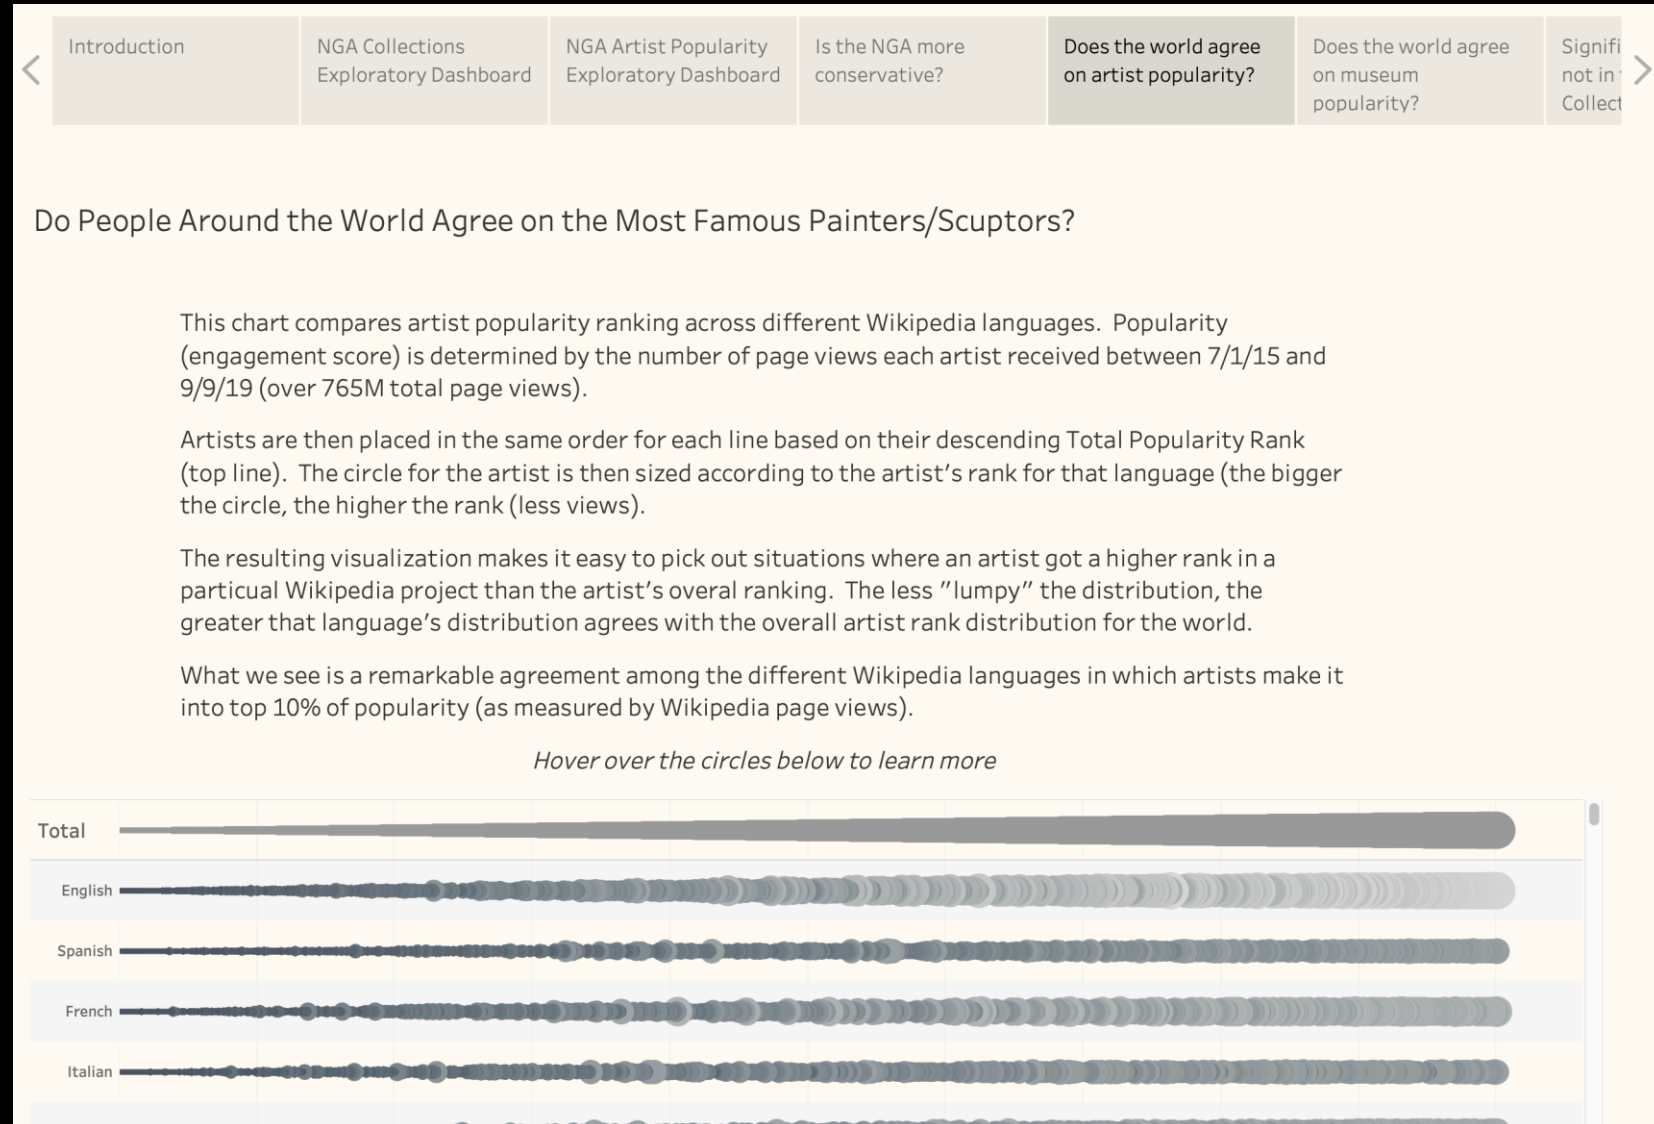 Introduction
NGA Collections
Exploratory Dashboard
NGA Artist Popularity
Exploratory Dashboard
Is the NGA more
conservative?
Does the world agree
on artist popularity?
Does the world agree
on museum
popularity?
Signifi
not in
Collect
Do People Around the World Agree on the Most Famous Painters/Scuptors?
This chart compares artist popularity ranking across different Wikipedia languages.  Popularity
(engagement score) is determined by the number of page views each artist received between 7/1/15 and
9/9/19 (over 765M total page views).
Artists are then placed in the same order for each line based on their descending Total Popularity Rank
(top line).  The circle for the artist is then sized according to the artist's rank for that language (the bigger
the circle, the higher the rank (less views).
The resulting visualization makes it easy to pick out situations where an artist got a higher rank in a
particual Wikipedia project than the artist's overal ranking.  The less "lumpy" the distribution, the
greater that language's distribution agrees with the overall artist rank distribution for the world.
What we see is a remarkable agreement among the different Wikipedia languages in which artists make it
into top 10% of popularity (as measured by Wikipedia page views).
Hover over the circles below to learn more
Total
English
Spanish
French
Italian